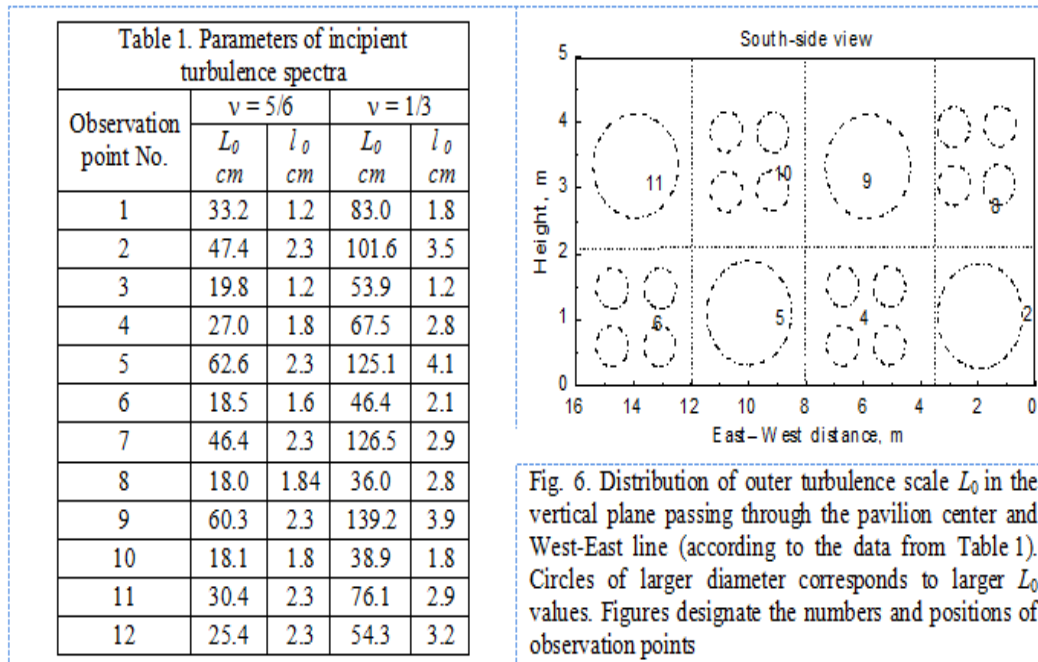 Table 1. Parameters of incipient
turbulence spectra
Observation
point No.
ν = 5/6 ν = 1/3
L0 l0 L0 l0
cm cm cm cm
1 33.2 1.2 83.0 1.8
2 47.4 2.3 101.6 3.5
3 19.8 1.2 53.9 1.2
4 27.0 1.8 67.5 2.8
5 62.6 2.3 125.1 4.1
6 18.5 1.6 46.4 2.1
7 46.4 2.3 126.5 2.9
8 18.0 1.84 36.0 2.8
9 60.3 2.3 139.2 3.9
10 18.1 1.8 38.9 1.8
11 30.4 2.3 76.1 2.9
12 25.4 2.3 54.3 3.2
South-side view
Height, m
5
4
3
2
1
0
11 10 9 8
6 5 4 2
16 14 12 10 8 6 4 2 0
East–West distance, m
Fig. 6. Distribution of outer turbulence scale L0 in the
vertical plane passing through the pavilion center and
West-East line (according to the data from Table 1).
Circles of larger diameter corresponds to larger L0
values. Figures designate the numbers and positions of
observation points